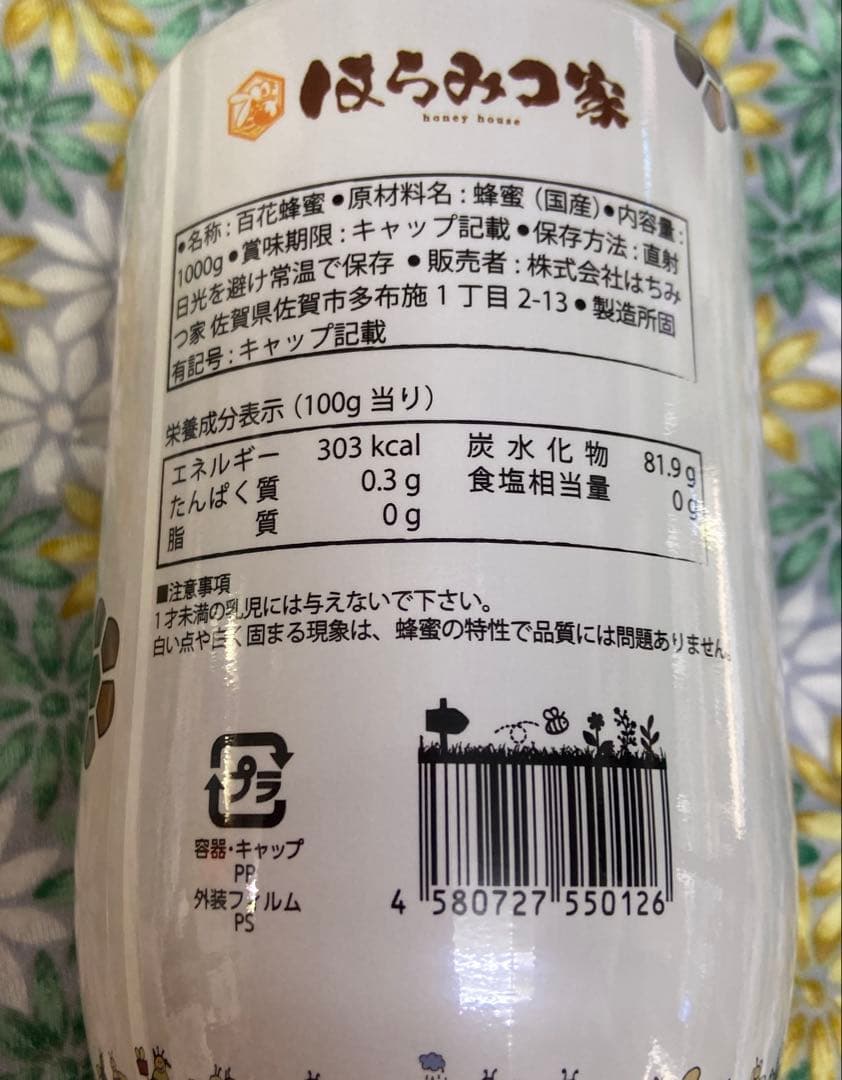 はちみつ家
honey house
●名称:百花蜂蜜●原材料名:蜂蜜(国産)●内容量:
1000g●賞味期限:キャップ記載●保存方法:直射
日光を避け常温で保存 ●販売者:株式会社はちみ
つ家 佐賀県佐賀市多布施1丁目2-13●製造所固
有記号:キャップ記載
栄養成分表示(100g当り)
エネルギー 303 kcal 炭水化物 81.9 g
たんぱく質 0.3 g 食塩相当量 0 g
脂質 0 g
■注意事項
1才未満の乳児には与えないで下さい。
白い点や白く固まる現象は、蜂蜜の特性で品質には問題ありません。
プラ
容器・キャップ
PP
外装フィルム
PS
4 580727 550126